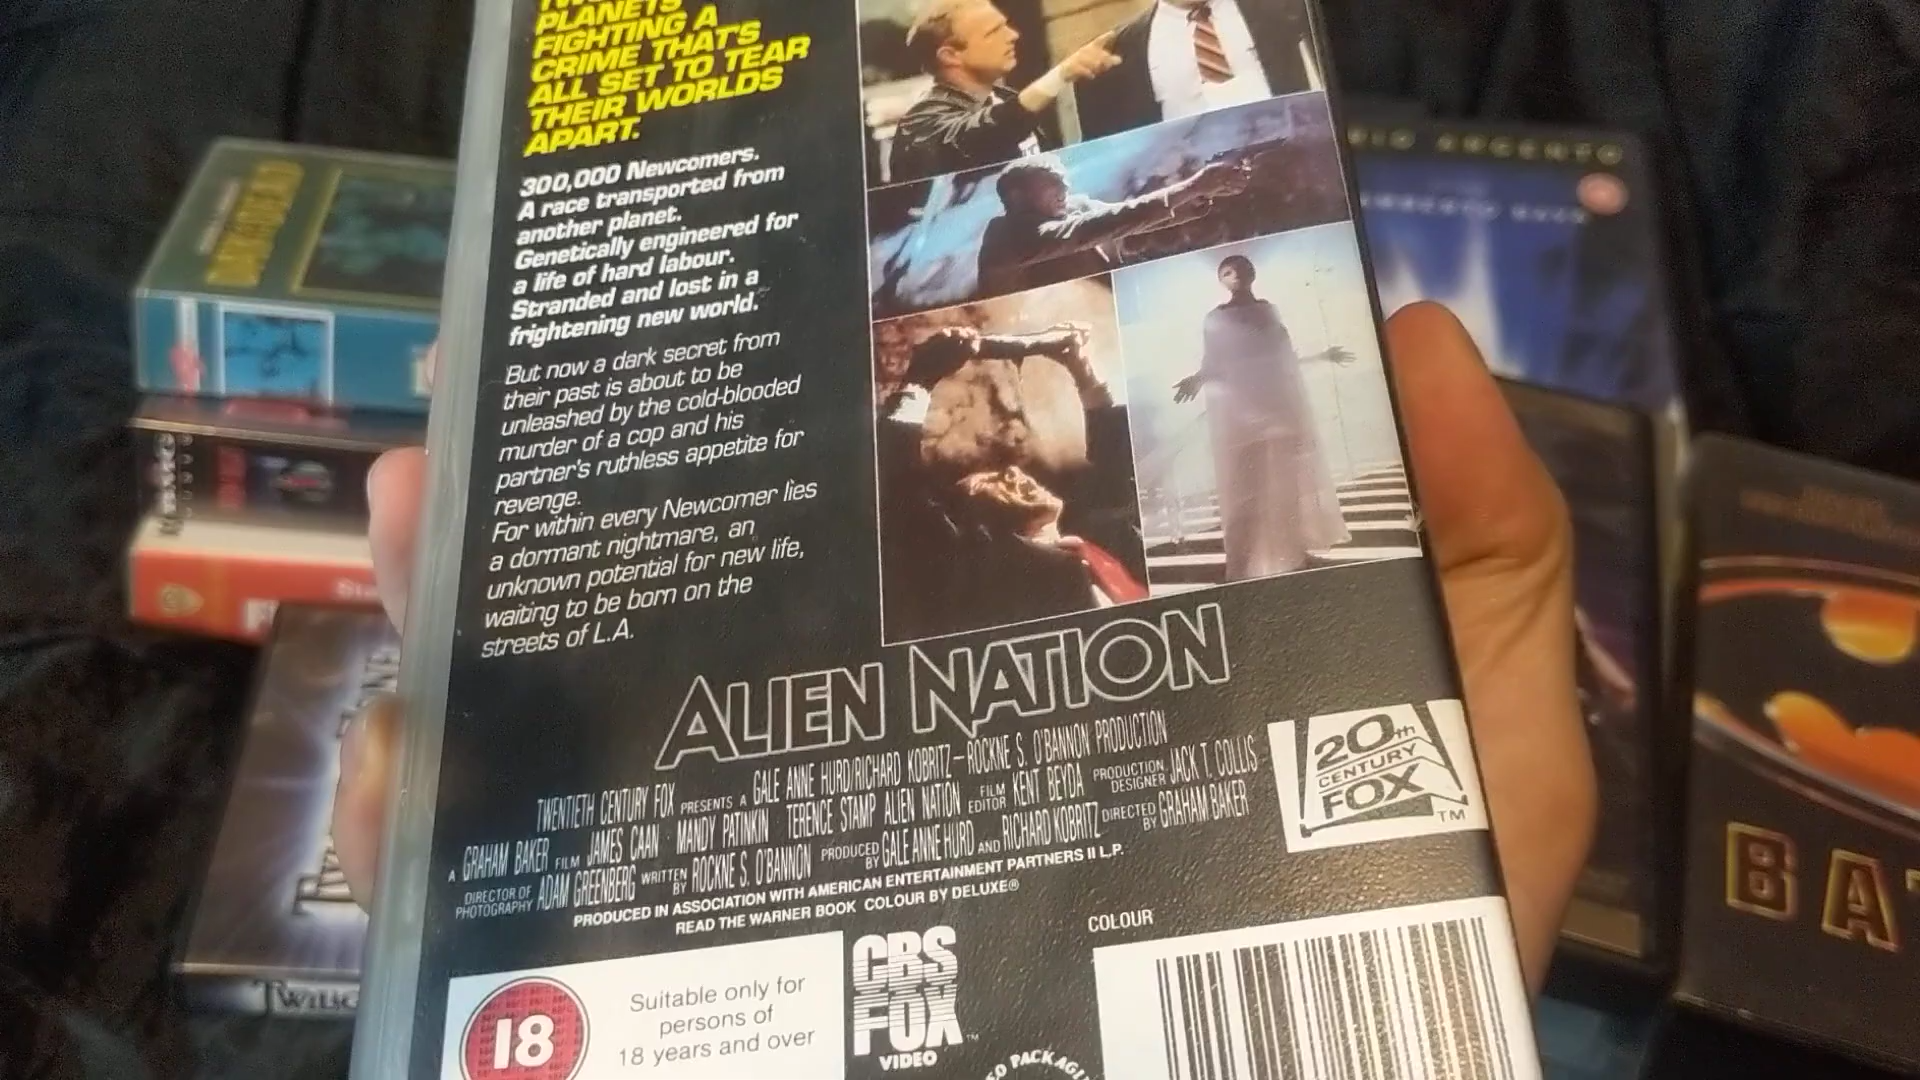 PLANETS
FIGHTING A
CRIME THAT'S
ALL SET TO TEAR
THEIR WORLDS
APART.
300,000 Newcomers.
A race transported from
another planet.
Genetically engineered for
a life of hard labour.
Stranded and lost in a
frightening new world.
But now a dark secret from
their past is about to be
unleashed by the cold-blooded
murder of a cop and his
partner's ruthless appetite for
revenge.
For within every Newcomer lies
a dormant nightmare, an
unknown potential for new life,
waiting to be born on the
streets of L.A.
ALIEN NATION
TWENTIETH CENTURY FOX PRESENTS A GALE ANNE HURD/RICHARD KOBRITZ-ROCKNE S. O'BANNON PRODUCTION
A GRAHAM BAKER FILM JAMES CAAN · MANDY PATINKIN · TERENCE STAMP ALIEN NATION FILM EDITOR KENT BEYDA PRODUCTION DESIGNER JACK T. COLLIS
DIRECTOR OF PHOTOGRAPHY ADAM GREENBERG WRITTEN BY ROCKNE S. O'BANNON PRODUCED BY GALE ANNE HURD AND RICHARD KOBRITZ DIRECTED BY GRAHAM BAKER
PRODUCED IN ASSOCIATION WITH AMERICAN ENTERTAINMENT PARTNERS II L.P.
READ THE WARNER BOOK COLOUR BY DELUXE®
20th
CENTURY
FOX
TM
COLOUR
18
Suitable only for
persons of
18 years and over
CBS
FOX
VIDEO
TM
O PACKAGI
ARGENTO
BA